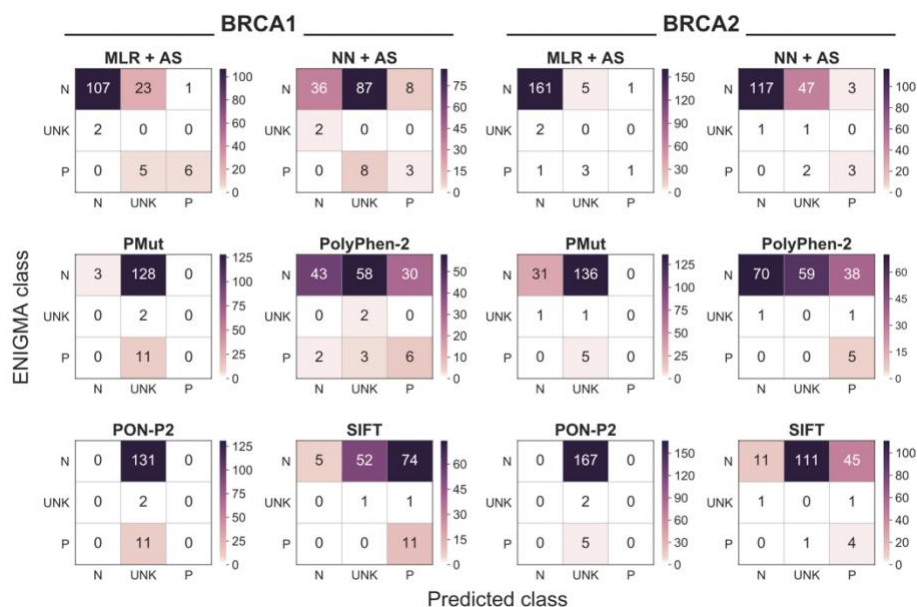 BRCA1 BRCA2
MLR + AS NN + AS MLR + AS NN + AS
N 107 23 1 100 80 60 40 20 0 36 87 8 75 60 45 30 15 0 N 161 5 1 150 120 90 60 30 0 N 117 47 3 100 80 60 40 20 0
UNK 2 0 0 UNK 2 0 0 UNK 2 0 0 UNK 1 1 0
P 0 5 6 P 0 8 3 P 1 3 1 P 0 2 3
N UNK P N UNK P N UNK P N UNK P
PMut PolyPhen-2 PMut PolyPhen-2
N 3 128 0 125 100 75 50 25 0 N 43 58 30 50 40 30 20 10 0 N 31 136 0 125 100 75 50 25 0 N 70 59 38 60 45 30 15 0
UNK 0 2 0 UNK 0 2 0 UNK 1 1 0 UNK 1 0 1
P 0 11 0 P 2 3 6 P 0 5 0 P 0 0 5
N UNK P N UNK P N UNK P N UNK P
PON-P2 SIFT PON-P2 SIFT
N 0 131 0 125 100 75 50 25 0 N 5 52 74 60 45 30 15 0 N 0 167 0 150 120 90 60 30 0 N 11 111 45 100 80 60 40 20 0
UNK 0 2 0 UNK 0 1 1 UNK 0 2 0 UNK 1 0 1
P 0 11 0 P 0 0 11 P 0 5 0 P 0 1 4
N UNK P N UNK P N UNK P N UNK P
ENIGMA class
Predicted class